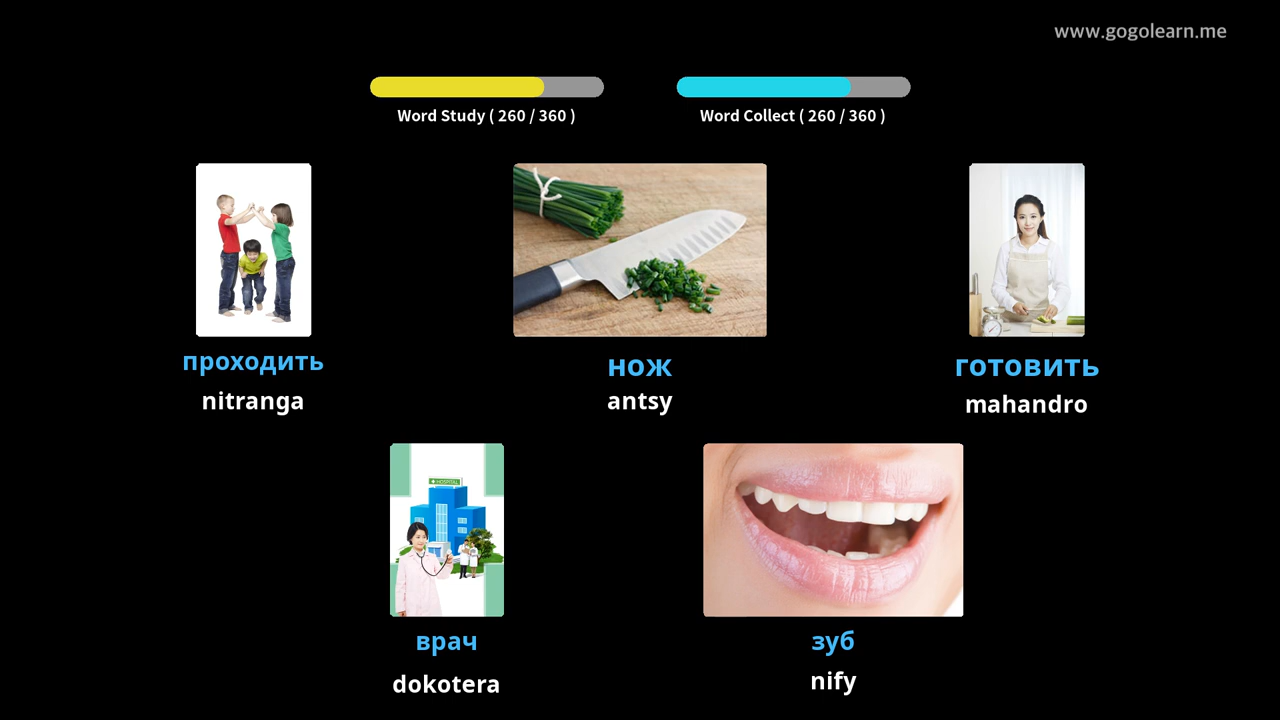 www.gogolearn.me
Word Study ( 260 / 360 )
Word Collect ( 260 / 360 )
проходить
nitranga
нож
antsy
готовить
mahandro
HOSPITAL
врач
dokotera
зуб
nify